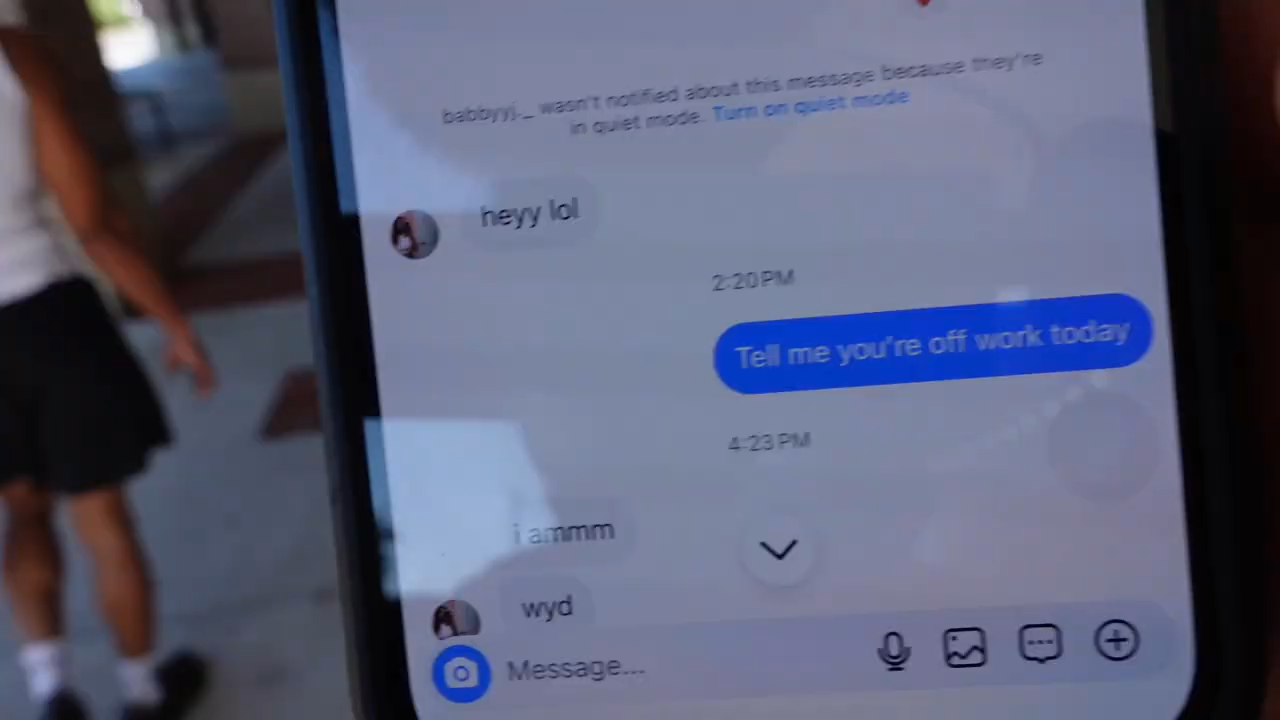 babbyyj._ wasn't notified about this message because they're
in quiet mode. Turn on quiet mode
heyy lol
2:20 PM
Tell me you're off work today
4:23 PM
i ammm
wyd
Message...